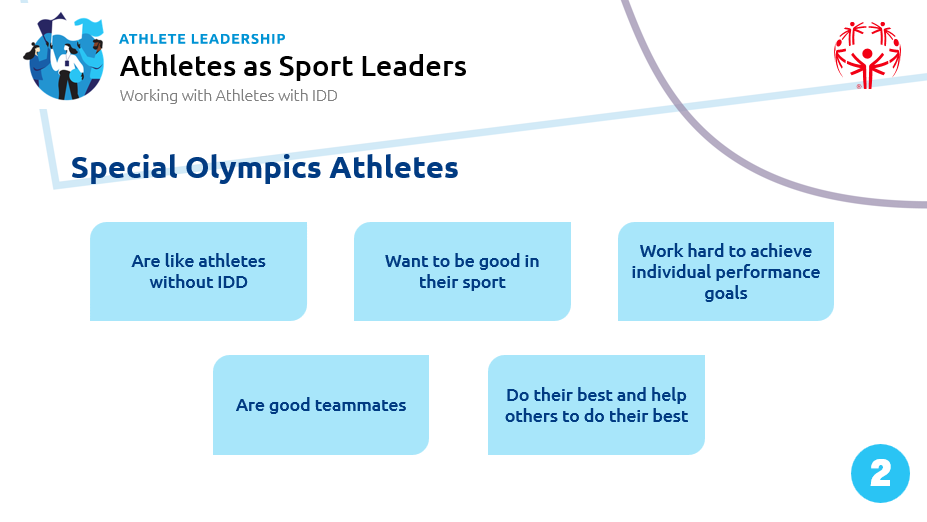 ATHLETE LEADERSHIP
Athletes as Sport Leaders
Working with Athletes with IDD
®
Special Olympics Athletes
Are like athletes
without IDD
Want to be good in
their sport
Work hard to achieve
individual performance
goals
Are good teammates
Do their best and help
others to do their best
2